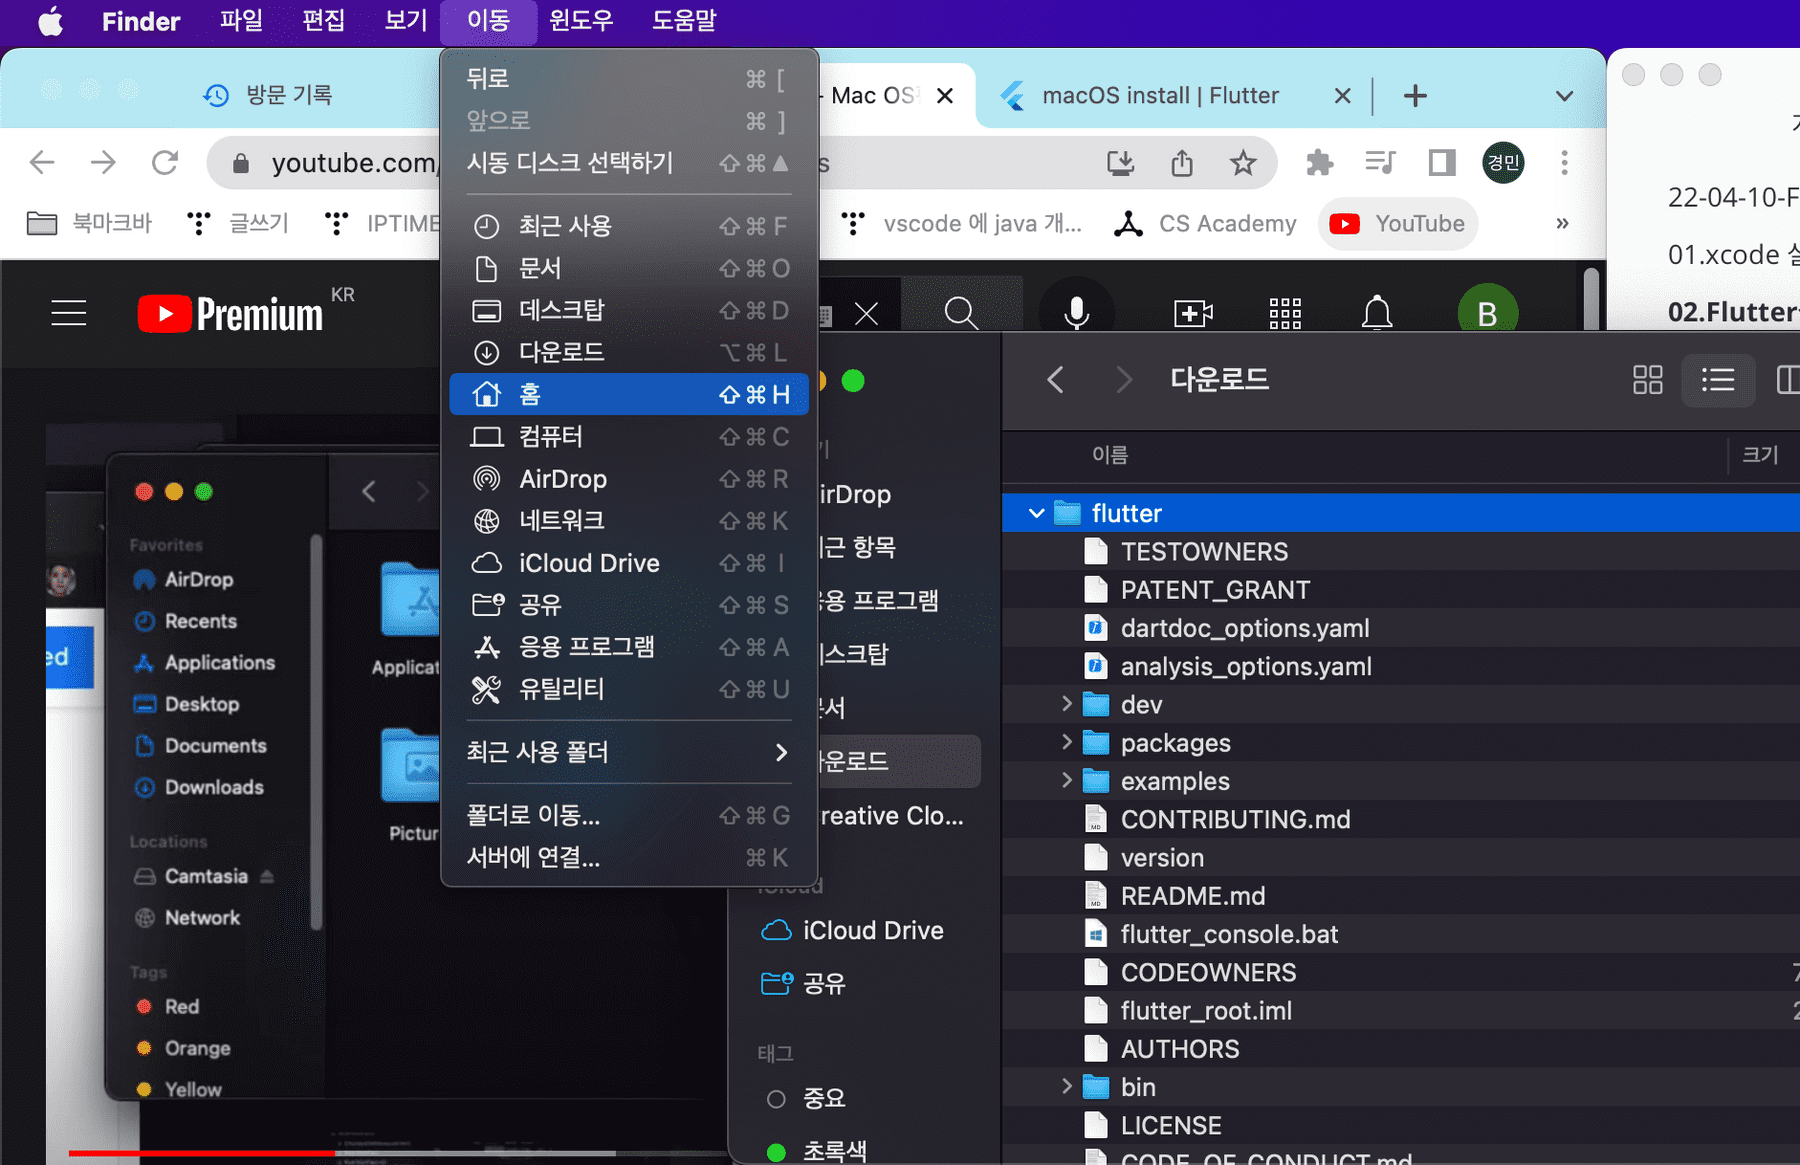 Finder 파일 편집 보기 이동 윈도우 도움말
방문 기록
- Mac OS
macOS install | Flutter
youtube.com/
s
경민
북마크바
글쓰기
IPTIME
vscode 에 java 개...
CS Academy
YouTube
»
Premium KR
B
22-04-10-F
01.xcode 설
02.Flutter
뒤로 ⌘ [
앞으로 ⌘ ]
시동 디스크 선택하기 ⇧⌘▲
최근 사용 ⇧⌘F
문서 ⇧⌘O
데스크탑 ⇧⌘D
다운로드 ⌥⌘L
홈 ⇧⌘H
컴퓨터 ⇧⌘C
AirDrop ⇧⌘R
네트워크 ⇧⌘K
iCloud Drive ⇧⌘I
공유 ⇧⌘S
응용 프로그램 ⇧⌘A
유틸리티 ⇧⌘U
최근 사용 폴더
폴더로 이동... ⇧⌘G
서버에 연결... ⌘K
ed
Favorites
AirDrop
Recents
Applications
Desktop
Documents
Downloads
Locations
Camtasia
Network
Tags
Red
Orange
Yellow
Applicat
Pictur
기
irDrop
근 항목
용 프로그램
스크탑
문서
운로드
reative Clo...
iCloud
iCloud Drive
공유
태그
중요
초록색
다운로드
이름 크기
flutter
TESTOWNERS
PATENT_GRANT
dartdoc_options.yaml
analysis_options.yaml
dev
packages
examples
CONTRIBUTING.md
version
README.md
flutter_console.bat
CODEOWNERS 7
flutter_root.iml 2
AUTHORS
bin
LICENSE
CODE_OF_CONDUCT.md